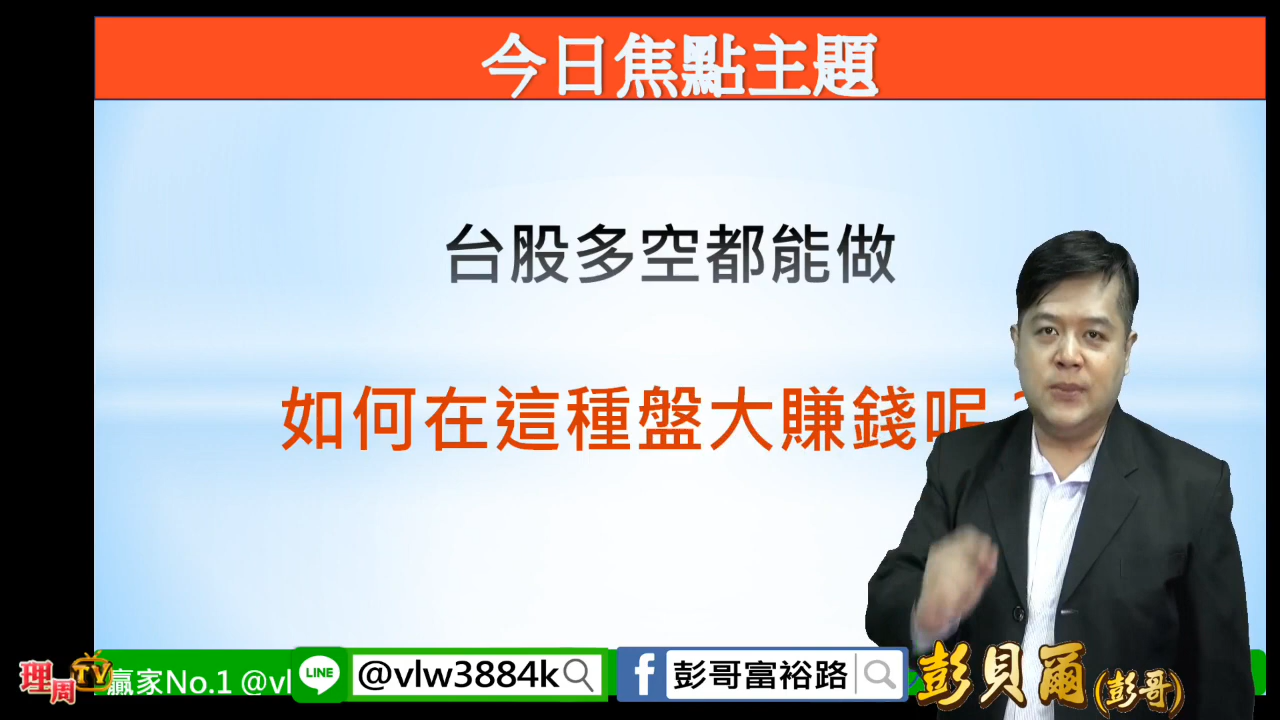 今日焦點主題
台股多空都能做
如何在這種盤大賺錢呢
理周TV
贏家No.1 @vl
LINE
@vlw3884k
f 彭哥富裕路
彭貝爾(彭哥)